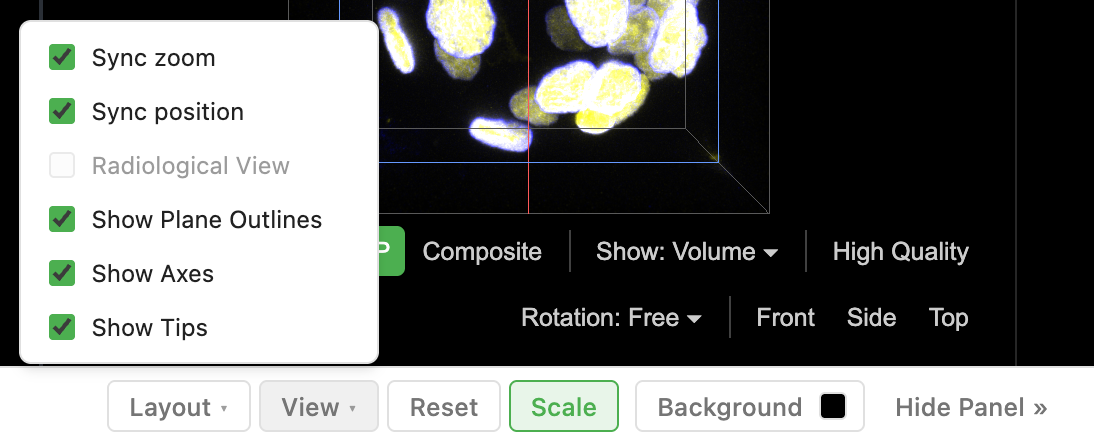 Sync zoom
Sync position
Radiological View
Show Plane Outlines
Show Axes
Show Tips
P Composite Show: Volume High Quality
Rotation: Free Front Side Top
Layout View Reset Scale Background Hide Panel »